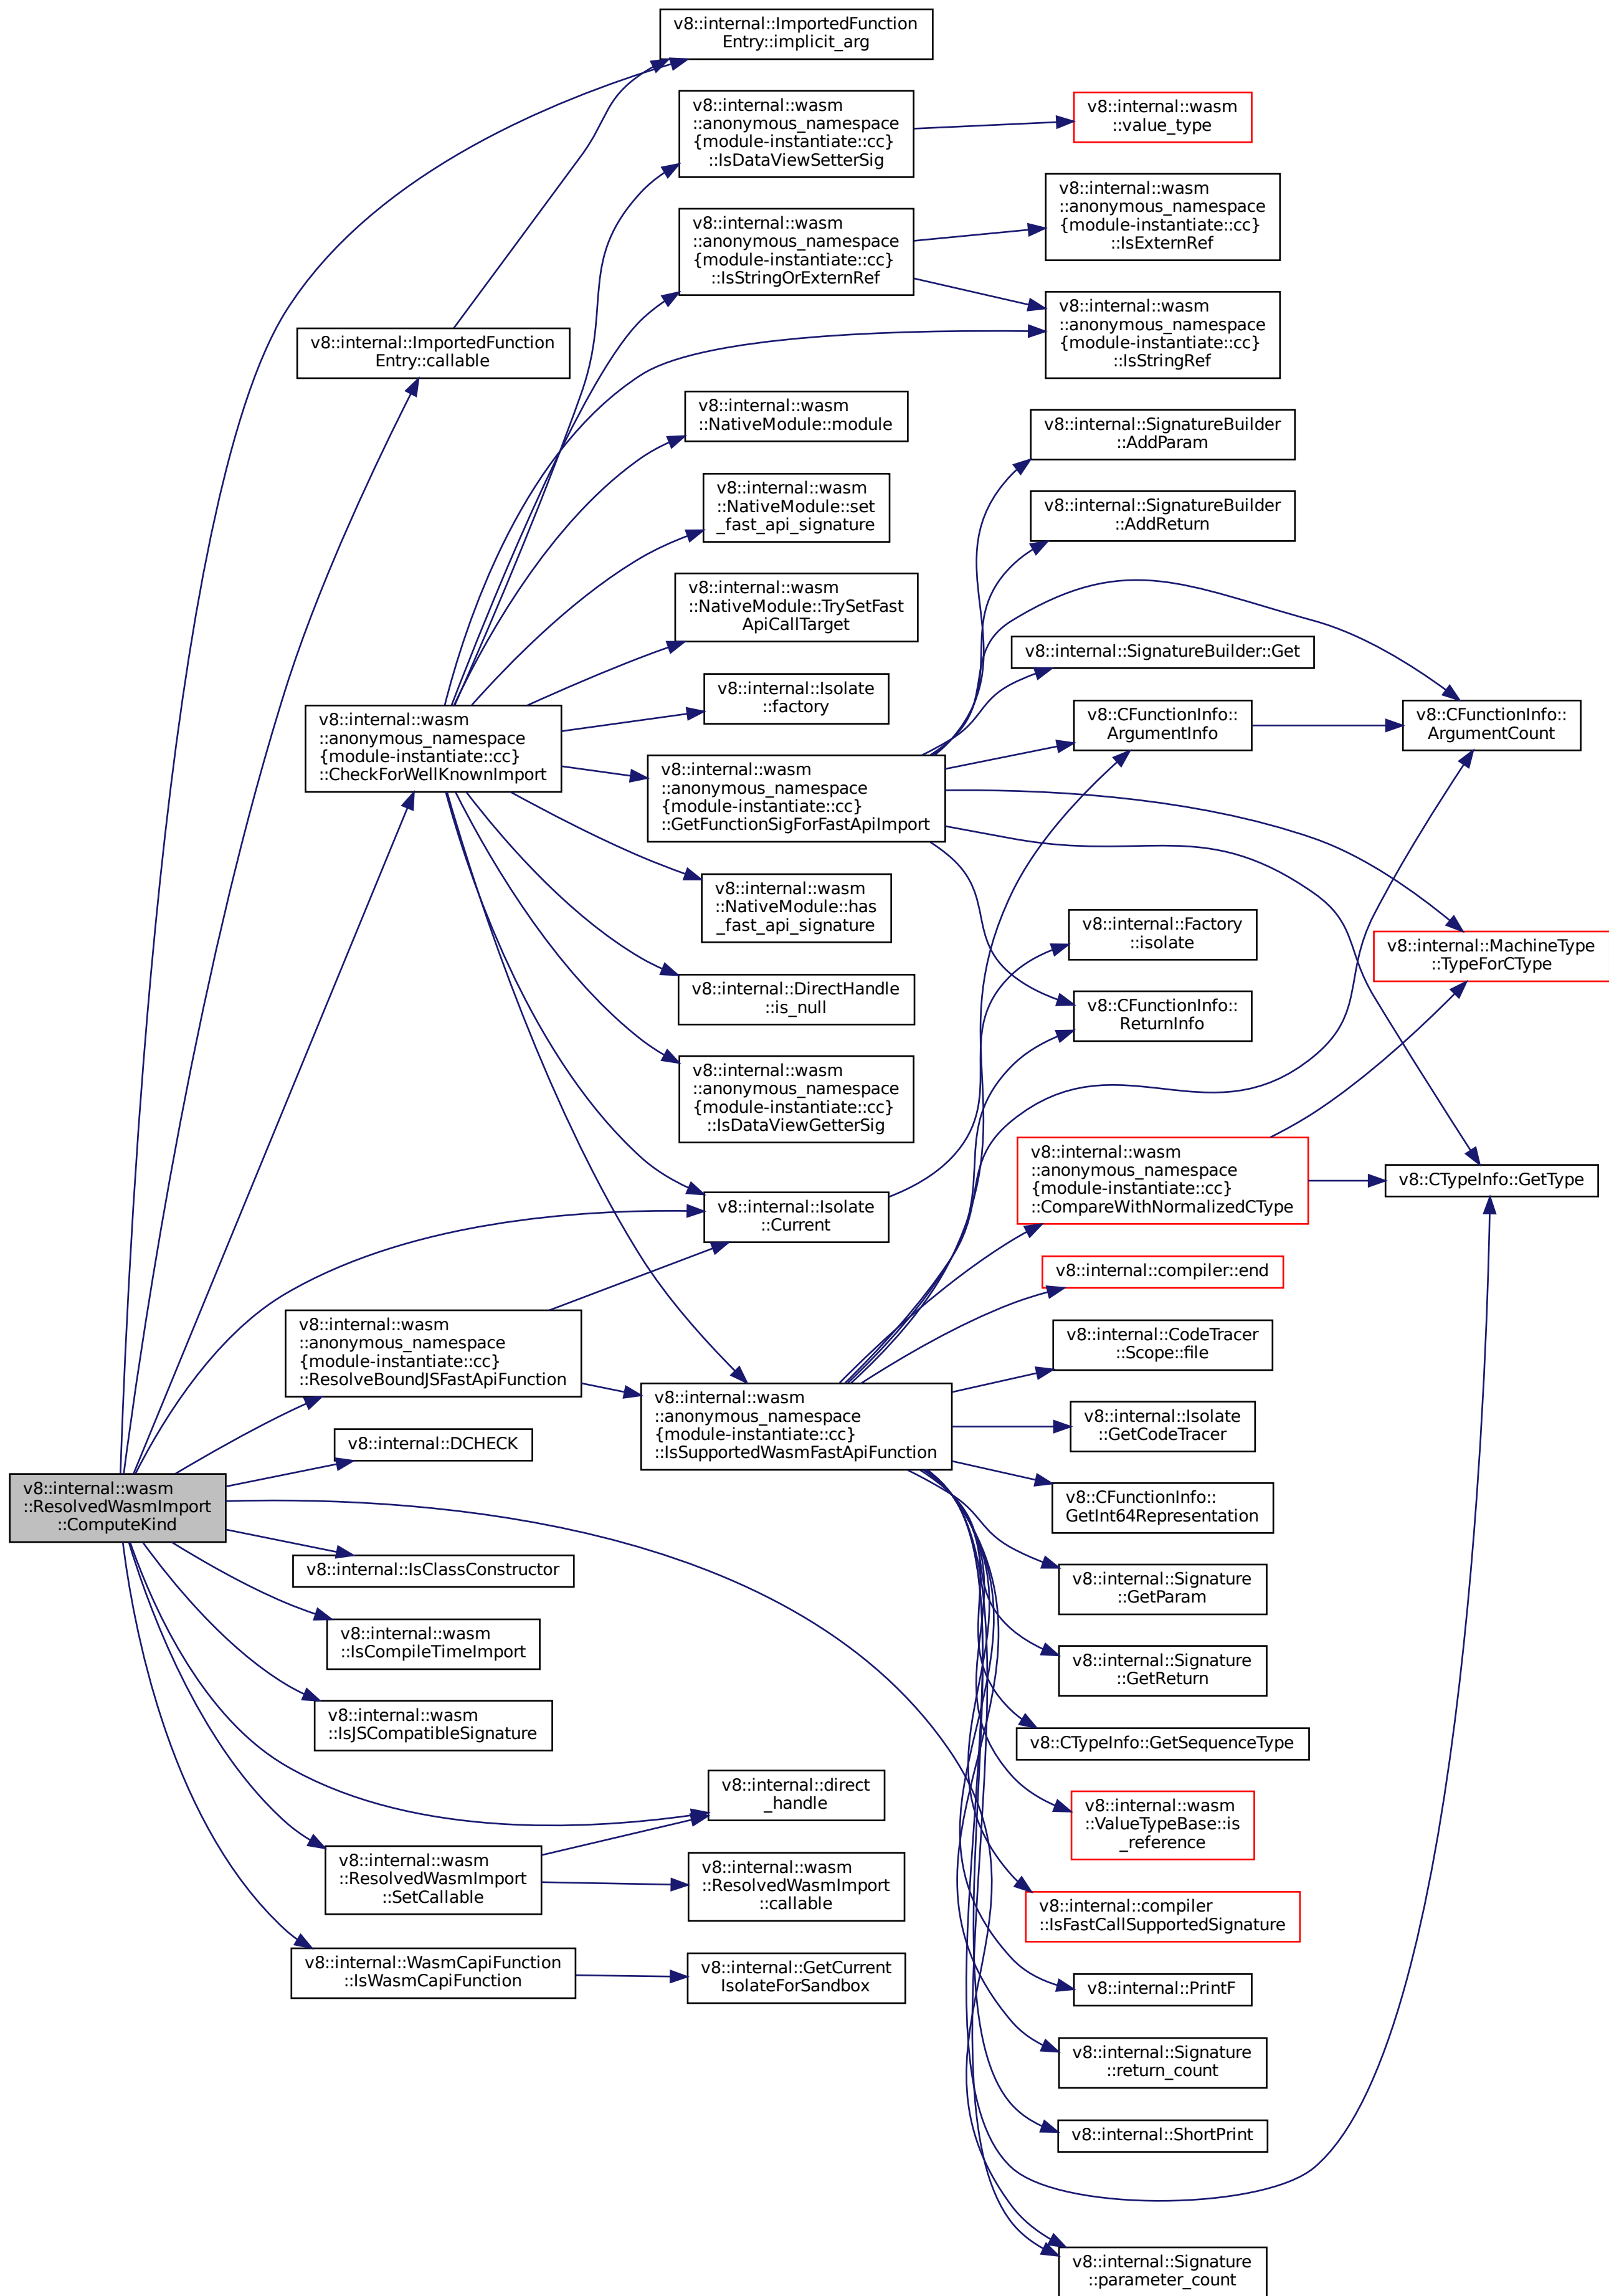 v8::internal::ImportedFunction
Entry::implicit_arg
v8::internal::wasm
::anonymous_namespace
{module-instantiate::cc}
::IsDataViewSetterSig
v8::internal::wasm
::value_type
v8::internal::wasm
::anonymous_namespace
{module-instantiate::cc}
::IsExternRef
v8::internal::wasm
::anonymous_namespace
{module-instantiate::cc}
::IsStringOrExternRef
v8::internal::wasm
::anonymous_namespace
{module-instantiate::cc}
::IsStringRef
v8::internal::ImportedFunction
Entry::callable
v8::internal::wasm
::NativeModule::module
v8::internal::SignatureBuilder
::AddParam
v8::internal::wasm
::NativeModule::set
_fast_api_signature
v8::internal::SignatureBuilder
::AddReturn
v8::internal::wasm
::NativeModule::TrySetFast
ApiCallTarget
v8::internal::SignatureBuilder::Get
v8::internal::Isolate
::factory
v8::CFunctionInfo::
ArgumentInfo
v8::CFunctionInfo::
ArgumentCount
v8::internal::wasm
::anonymous_namespace
{module-instantiate::cc}
::CheckForWellKnownImport
v8::internal::wasm
::anonymous_namespace
{module-instantiate::cc}
::GetFunctionSigForFastApiImport
v8::internal::wasm
::NativeModule::has
_fast_api_signature
v8::internal::Factory
::isolate
v8::internal::MachineType
::TypeForCType
v8::internal::DirectHandle
::is_null
v8::CFunctionInfo::
ReturnInfo
v8::internal::wasm
::anonymous_namespace
{module-instantiate::cc}
::IsDataViewGetterSig
v8::internal::wasm
::anonymous_namespace
{module-instantiate::cc}
::CompareWithNormalizedCType
v8::CTypeInfo::GetType
v8::internal::Isolate
::Current
v8::internal::compiler::end
v8::internal::wasm
::anonymous_namespace
{module-instantiate::cc}
::ResolveBoundJSFastApiFunction
v8::internal::CodeTracer
::Scope::file
v8::internal::wasm
::anonymous_namespace
{module-instantiate::cc}
::IsSupportedWasmFastApiFunction
v8::internal::Isolate
::GetCodeTracer
v8::internal::DCHECK
v8::internal::wasm
::ResolvedWasmImport
::ComputeKind
v8::CFunctionInfo::
GetInt64Representation
v8::internal::IsClassConstructor
v8::internal::Signature
::GetParam
v8::internal::wasm
::IsCompileTimeImport
v8::internal::Signature
::GetReturn
v8::internal::wasm
::IsJSCompatibleSignature
v8::CTypeInfo::GetSequenceType
v8::internal::direct
_handle
v8::internal::wasm
::ValueTypeBase::is
_reference
v8::internal::wasm
::ResolvedWasmImport
::SetCallable
v8::internal::wasm
::ResolvedWasmImport
::callable
v8::internal::compiler
::IsFastCallSupportedSignature
v8::internal::WasmCapiFunction
::IsWasmCapiFunction
v8::internal::GetCurrent
IsolateForSandbox
v8::internal::PrintF
v8::internal::Signature
::return_count
v8::internal::ShortPrint
v8::internal::Signature
::parameter_count